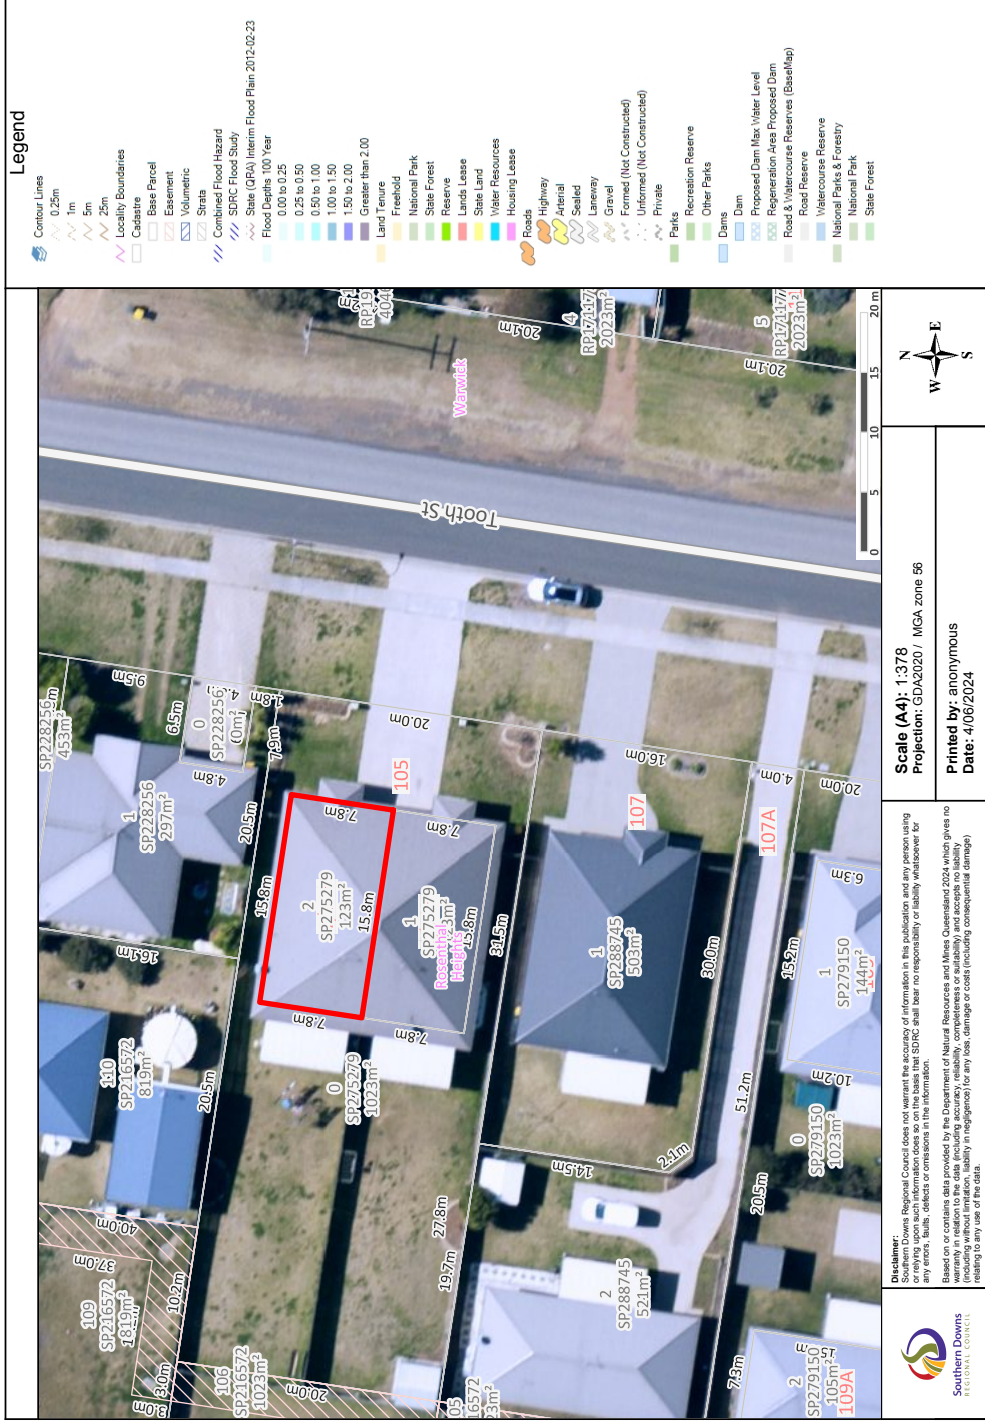 Legend
Contour Lines
0.25m
1m
5m
25m
Locality Boundaries
Cadastre
Base Parcel
Easement
Volumetric
Strata
Combined Flood Hazard
SDRC Flood Study
State (QRA) Interim Flood Plain 2012-02-23
Flood Depths 100 Year
0.00 to 0.25
0.25 to 0.50
0.50 to 1.00
1.00 to 1.50
1.50 to 2.00
Greater than 2.00
Land Tenure
Freehold
National Park
State Forest
Reserve
Lands Lease
State Land
Water Resources
Housing Lease
Roads
Highway
Arterial
Sealed
Laneway
Gravel
Formed (Not Constructed)
Unformed (Not Constructed)
Private
Parks
Recreation Reserve
Other Parks
Dams
Dam
Proposed Dam Max Water Level
Regeneration Area Proposed Dam
Road & Watercourse Reserves (BaseMap)
Road Reserve
Watercourse Reserve
National Parks & Forestry
National Park
State Forest
RP19
4040
20.1m
4
RP17117
2023m²
5
RP17117
2023m²
20.1m
Warwick
Tooth St
0 5 10 15 20 m
SP228256
453m²
9.5m
6.5m
0
SP228256
4.8m
1.8m
7.9m
1
SP228256
297m²
20.5m
16.1m
20.0m
105
15.8m
7.8m
2
SP275279
123m²
15.8m
7.8m
7.8m
1
SP275279
15.8m
Rosenthal
Heights
7.8m
31.5m
0
SP275279
1023m²
110
SP216572
819m²
20.5m
40.0m
37.0m
109
SP216572
1819m²
10.2m
3.0m
3.0m
106
SP216572
1023m²
20.0m
27.8m
19.7m
14.5m
2.1m
16.0m
107
1
SP288745
503m²
30.0m
4.0m
107A
20.0m
15.2m
6.3m
1
SP279150
144m²
10.2m
51.2m
0
SP279150
1023m²
20.5m
2
SP288745
521m²
7.3m
2
SP279150
105m²
109A
N
E
S
W
Scale (A4): 1:378
Projection: GDA2020 / MGA zone 56
Printed by: anonymous
Date: 4/06/2024
Disclaimer:
Southern Downs Regional Council does not warrant the accuracy of information in this publication and any person using
or relying upon such information does so on the basis that SDRC shall bear no responsibility or liability whatsoever for
any errors, faults, defects or omissions in the information.
Based on or contains data provided by the Department of Natural Resources and Mines Queensland 2024 which gives no
warranty in relation to the data (including accuracy, reliability, completeness or suitability) and accepts no liability
(including without limitation, liability in negligence) for any loss, damage or costs (including consequential damage)
relating to any use of the data.
Southern Downs
REGIONAL COUNCIL